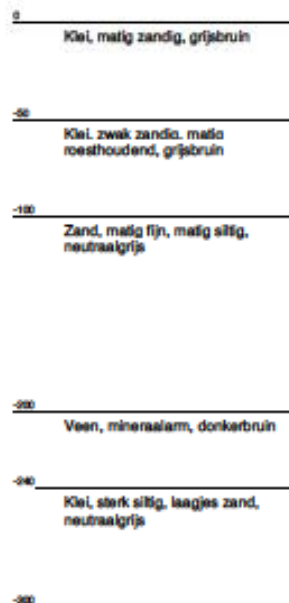 0
Klei, matig zandig, grijsbruin
-50
Klei. zwak zandig. matig
roesthoudend, grijsbruin
-100
Zand, matig fijn, matig siltig,
neutraalgrijs
-200
Veen, mineraalarm, donkerbruin
-240
Klei, sterk siltig, laagjes zand,
neutraalgrijs
-300